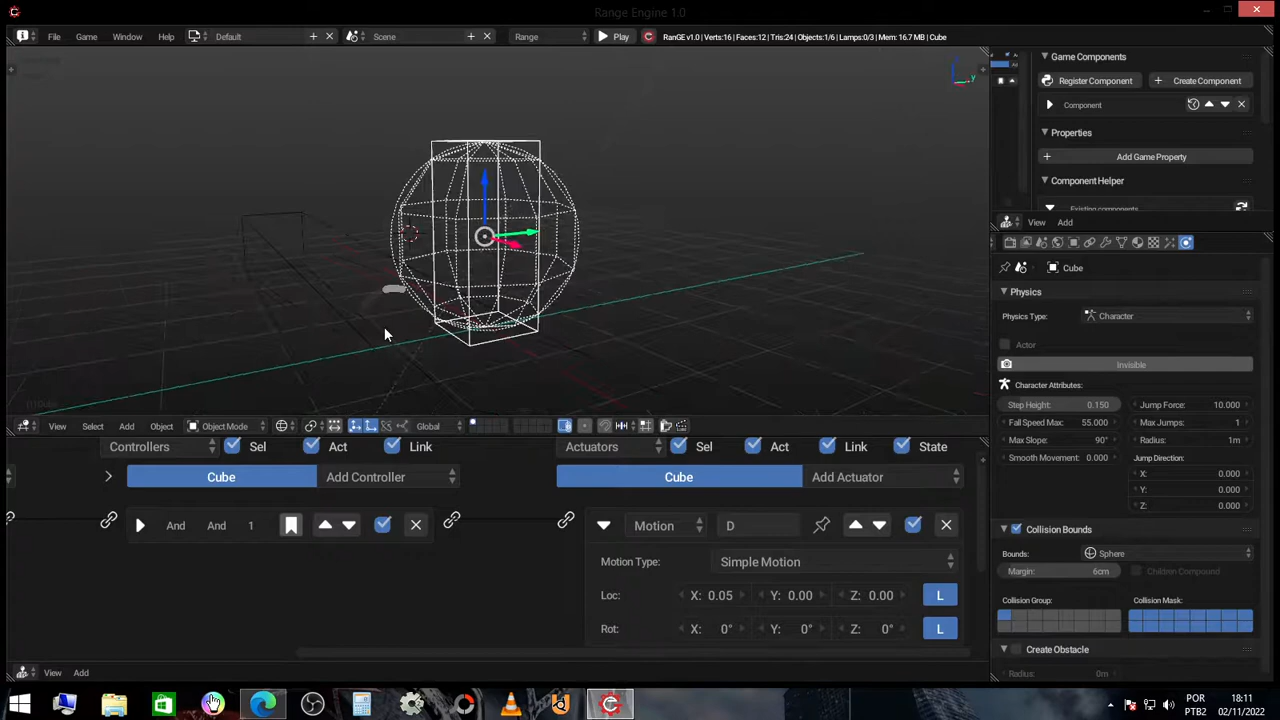 Range Engine 1.0
File Game Window Help Default Scene Range Play RanGE v1.0 | Verts:16 | Faces:12 | Tris:24 | Objects:1/6 | Lamps:0/3 | Mem: 16.7 MB | Cube
Game Components
Register Component Create Component
Component
Properties
Add Game Property
Component Helper
Existing components
View Add
Cube
Physics
Physics Type: Character
Actor
Invisible
Character Attributes:
Step Height: 0.150 Jump Force: 10.000
Fall Speed Max: 55.000 Max Jumps: 1
Max Slope: 90° Radius: 1m
Smooth Movement: 0.000 Jump Direction:
X: 0.000
Y: 0.000
Z: 0.000
Collision Bounds
Bounds: Sphere
Margin: 6cm Children Compound
Collision Group: Collision Mask:
Create Obstacle
Radius: 0m
View Select Add Object Object Mode Global
Controllers Sel Act Link Actuators Sel Act Link State
Cube Add Controller Cube Add Actuator
And And 1 Motion D
Motion Type: Simple Motion
Loc: X: 0.05 Y: 0.00 Z: 0.00 L
Rot: X: 0° Y: 0° Z: 0° L
View Add
POR 18:11
PTB2 02/11/2022